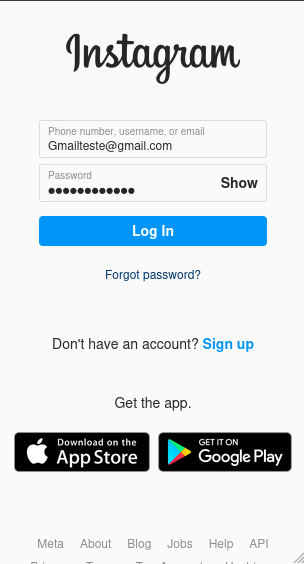 Instagram
Phone number, username, or email
Gmailteste@gmail.com
Password
●●●●●●●●●●●● Show
Log In
Forgot password?
Don't have an account? Sign up
Get the app.
Download on the App Store
GET IT ON Google Play
Meta About Blog Jobs Help API